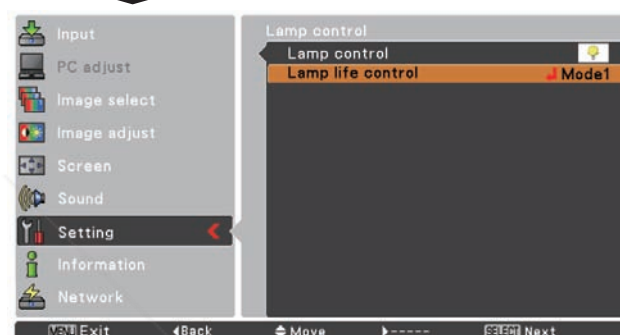 Input
PC adjust
Image select
Image adjust
Screen
Sound
Setting
Information
Network
Lamp control
Lamp control
Lamp life control Mode1
MENU Exit Back Move ----- SELECT Next